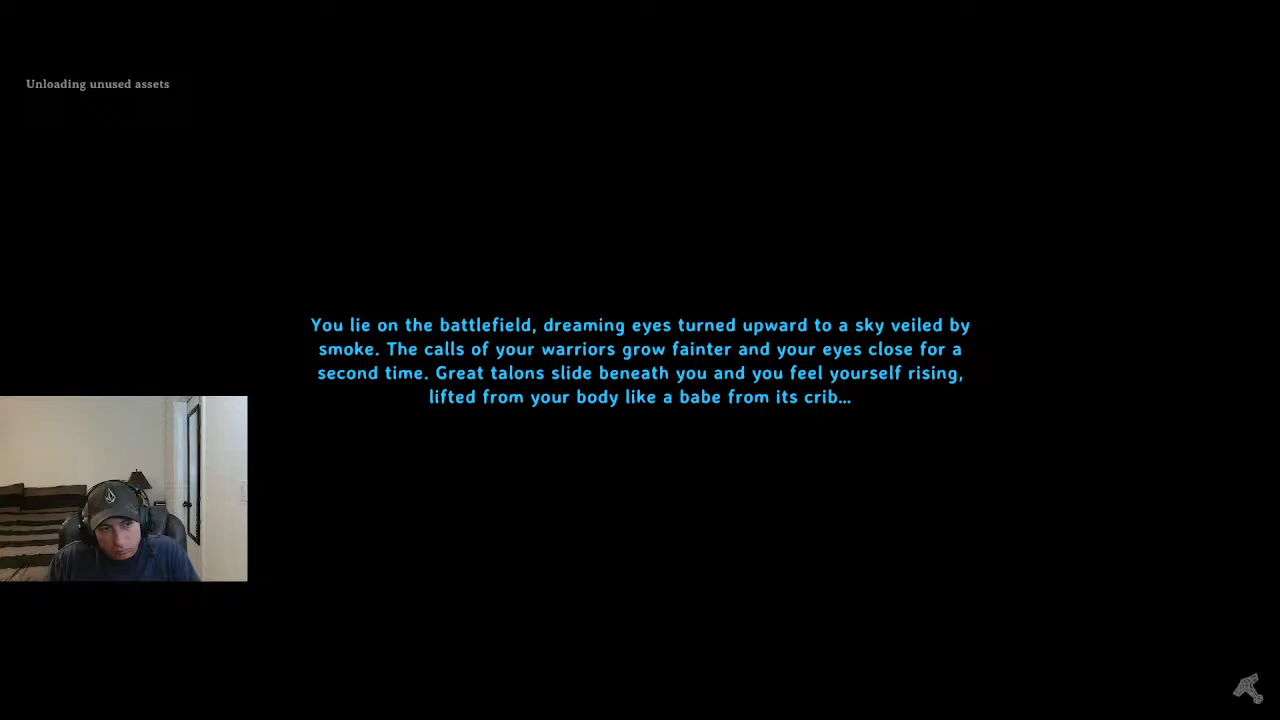 Unloading unused assets
You lie on the battlefield, dreaming eyes turned upward to a sky veiled by
smoke. The calls of your warriors grow fainter and your eyes close for a
second time. Great talons slide beneath you and you feel yourself rising,
lifted from your body like a babe from its crib...